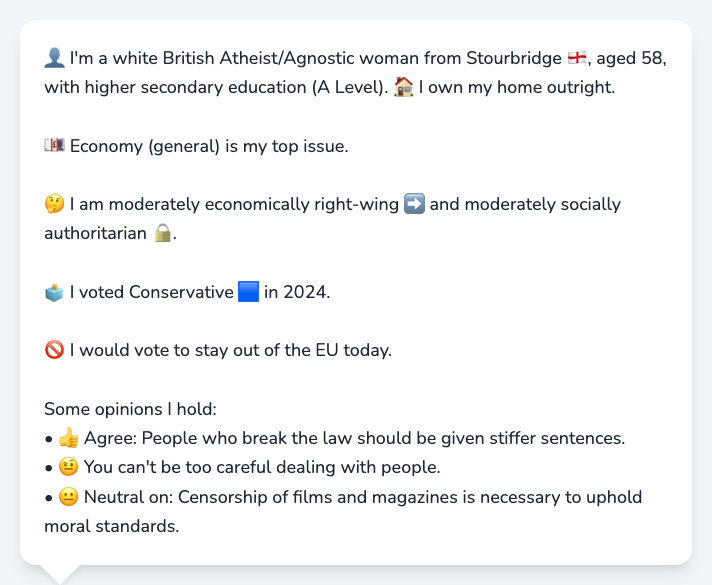 👤 I'm a white British Atheist/Agnostic woman from Stourbridge 🏴󠁧󠁢󠁥󠁮󠁧󠁿, aged 58,
with higher secondary education (A Level). 🏠 I own my home outright.
💷 Economy (general) is my top issue.
🤔 I am moderately economically right-wing ➡️ and moderately socially
authoritarian 🔒.
🗳️ I voted Conservative 🟦 in 2024.
🚫 I would vote to stay out of the EU today.
Some opinions I hold:
• 👍 Agree: People who break the law should be given stiffer sentences.
• 🤨 You can't be too careful dealing with people.
• 😐 Neutral on: Censorship of films and magazines is necessary to uphold
moral standards.